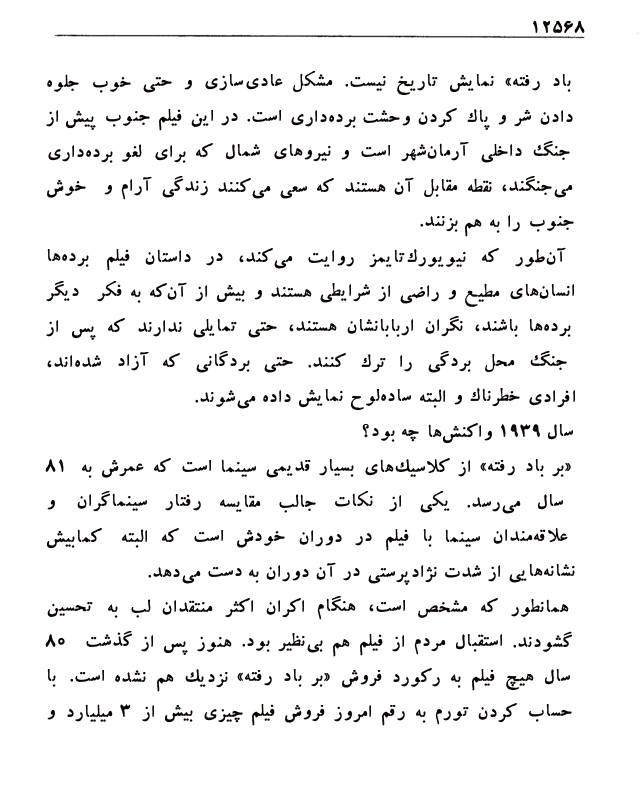 ۱۲۵۶۸
باد رفته» نمایش تاریخ نیست. مشکل عادی‌سازی و حتی خوب جلوه
دادن شر و پاك کردن وحشت برده‌داری است. در این فیلم جنوب پیش از
جنگ داخلی آرمان‌شهر است و نیروهای شمال که برای لغو برده‌داری
می‌جنگند، نقطه مقابل آن هستند که سعی می‌کنند زندگی آرام و خوش
جنوب را به هم بزنند.
آن‌طور که نیویورك‌تایمز روایت می‌کند، در داستان فیلم برده‌ها
انسان‌های مطیع و راضی از شرایطی هستند و بیش از آن‌که به فکر دیگر
برده‌ها باشند، نگران اربابانشان هستند، حتی تمایلی ندارند که پس از
جنگ محل بردگی را ترك کنند. حتی بردگانی که آزاد شده‌اند،
افرادی خطرناك و البته ساده‌لوح نمایش داده می‌شوند.
سال ۱۹۳۹ واکنش‌ها چه بود؟
«بر باد رفته» از کلاسیك‌های بسیار قدیمی سینما است که عمرش به ۸۱
سال می‌رسد. یکی از نکات جالب مقایسه رفتار سینماگران و
علاقه‌مندان سینما با فیلم در دوران خودش است که البته کمابیش
نشانه‌هایی از شدت نژادپرستی در آن دوران به دست می‌دهد.
همانطور که مشخص است، هنگام اکران اکثر منتقدان لب به تحسین
گشودند. استقبال مردم از فیلم هم بی‌نظیر بود. هنوز پس از گذشت ۸۰
سال هیچ فیلم به رکورد فروش «بر باد رفته» نزدیك هم نشده است. با
حساب کردن تورم به رقم امروز فروش فیلم چیزی بیش از ۳ میلیارد و